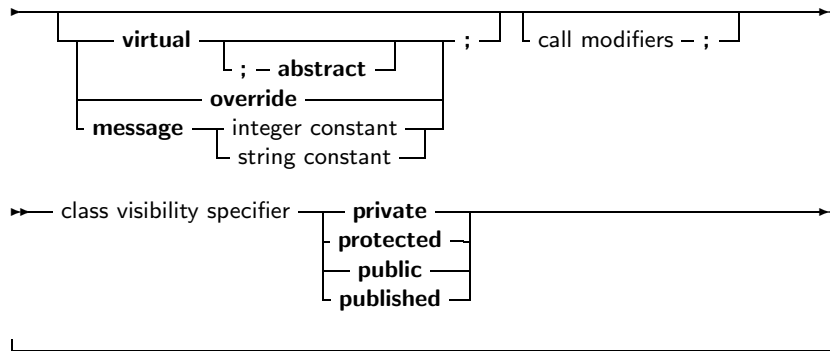 virtual ; call modifiers ;
; abstract
override
message integer constant
string constant
class visibility specifier private
protected
public
published